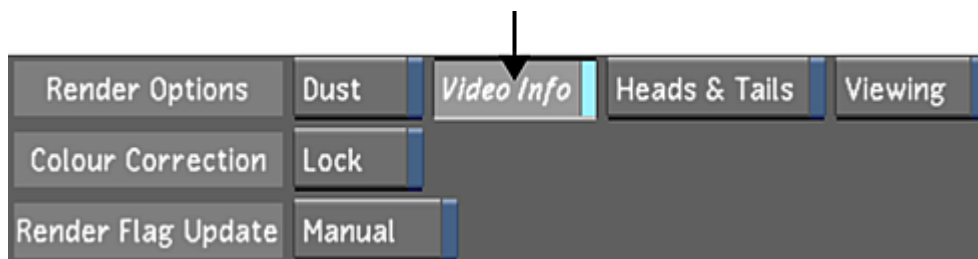 Render Options Dust Video Info Heads & Tails Viewing
Colour Correction Lock
Render Flag Update Manual